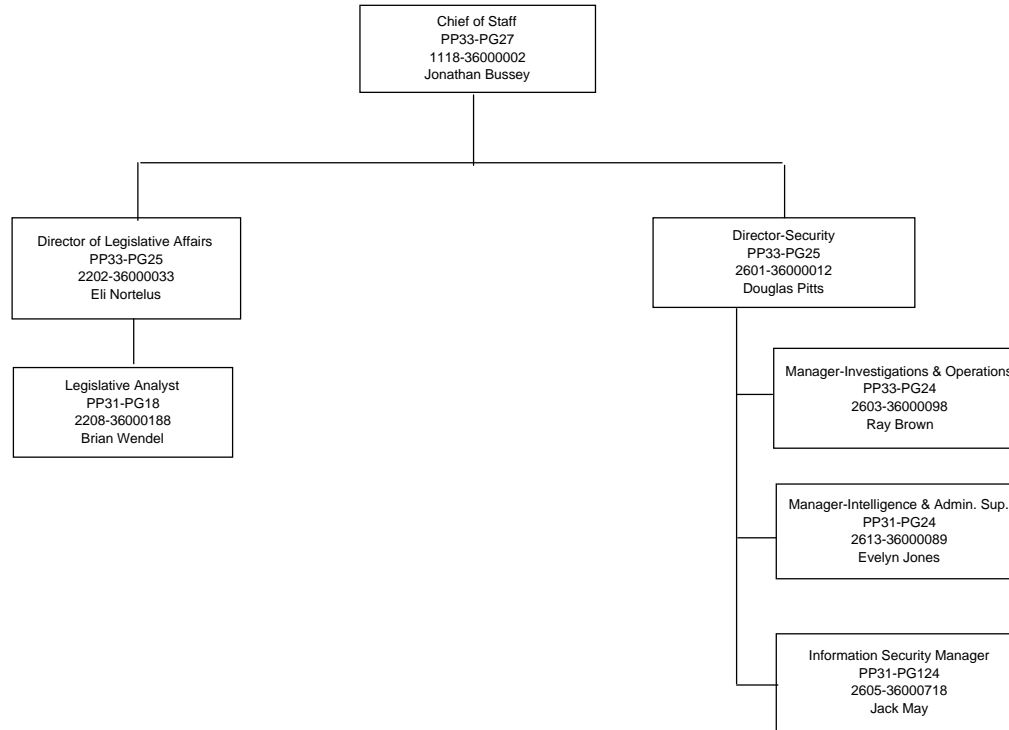 Chief of Staff
PP33-PG27
1118-36000002
Jonathan Bussey
Director of Legislative Affairs
PP33-PG25
2202-36000033
Eli Nortelus
Director-Security
PP33-PG25
2601-36000012
Douglas Pitts
Legislative Analyst
PP31-PG18
2208-36000188
Brian Wendel
Manager-Investigations & Operations
PP33-PG24
2603-36000098
Ray Brown
Manager-Intelligence & Admin. Sup.
PP31-PG24
2613-36000089
Evelyn Jones
Information Security Manager
PP31-PG124
2605-36000718
Jack May